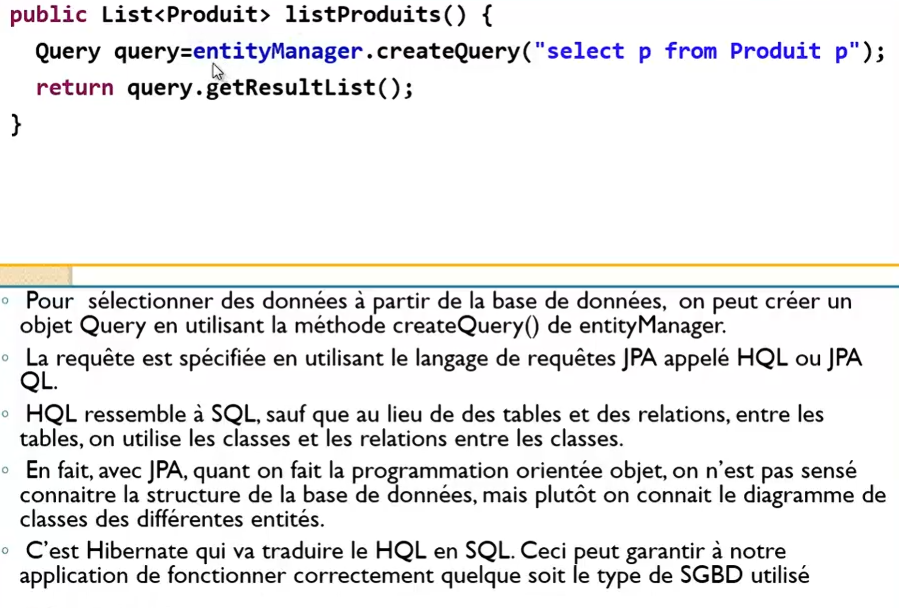 public List<Produit> listProduits() {
Query query=entityManager.createQuery("select p from Produit p");
return query.getResultList();
}
◦ Pour sélectionner des données à partir de la base de données, on peut créer un
objet Query en utilisant la méthode createQuery() de entityManager.
◦ La requête est spécifiée en utilisant le langage de requêtes JPA appelé HQL ou JPA
QL.
◦ HQL ressemble à SQL, sauf que au lieu de des tables et des relations, entre les
tables, on utilise les classes et les relations entre les classes.
◦ En fait, avec JPA, quant on fait la programmation orientée objet, on n'est pas sensé
connaitre la structure de la base de données, mais plutôt on connait le diagramme de
classes des différentes entités.
◦ C'est Hibernate qui va traduire le HQL en SQL. Ceci peut garantir à notre
application de fonctionner correctement quelque soit le type de SGBD utilisé